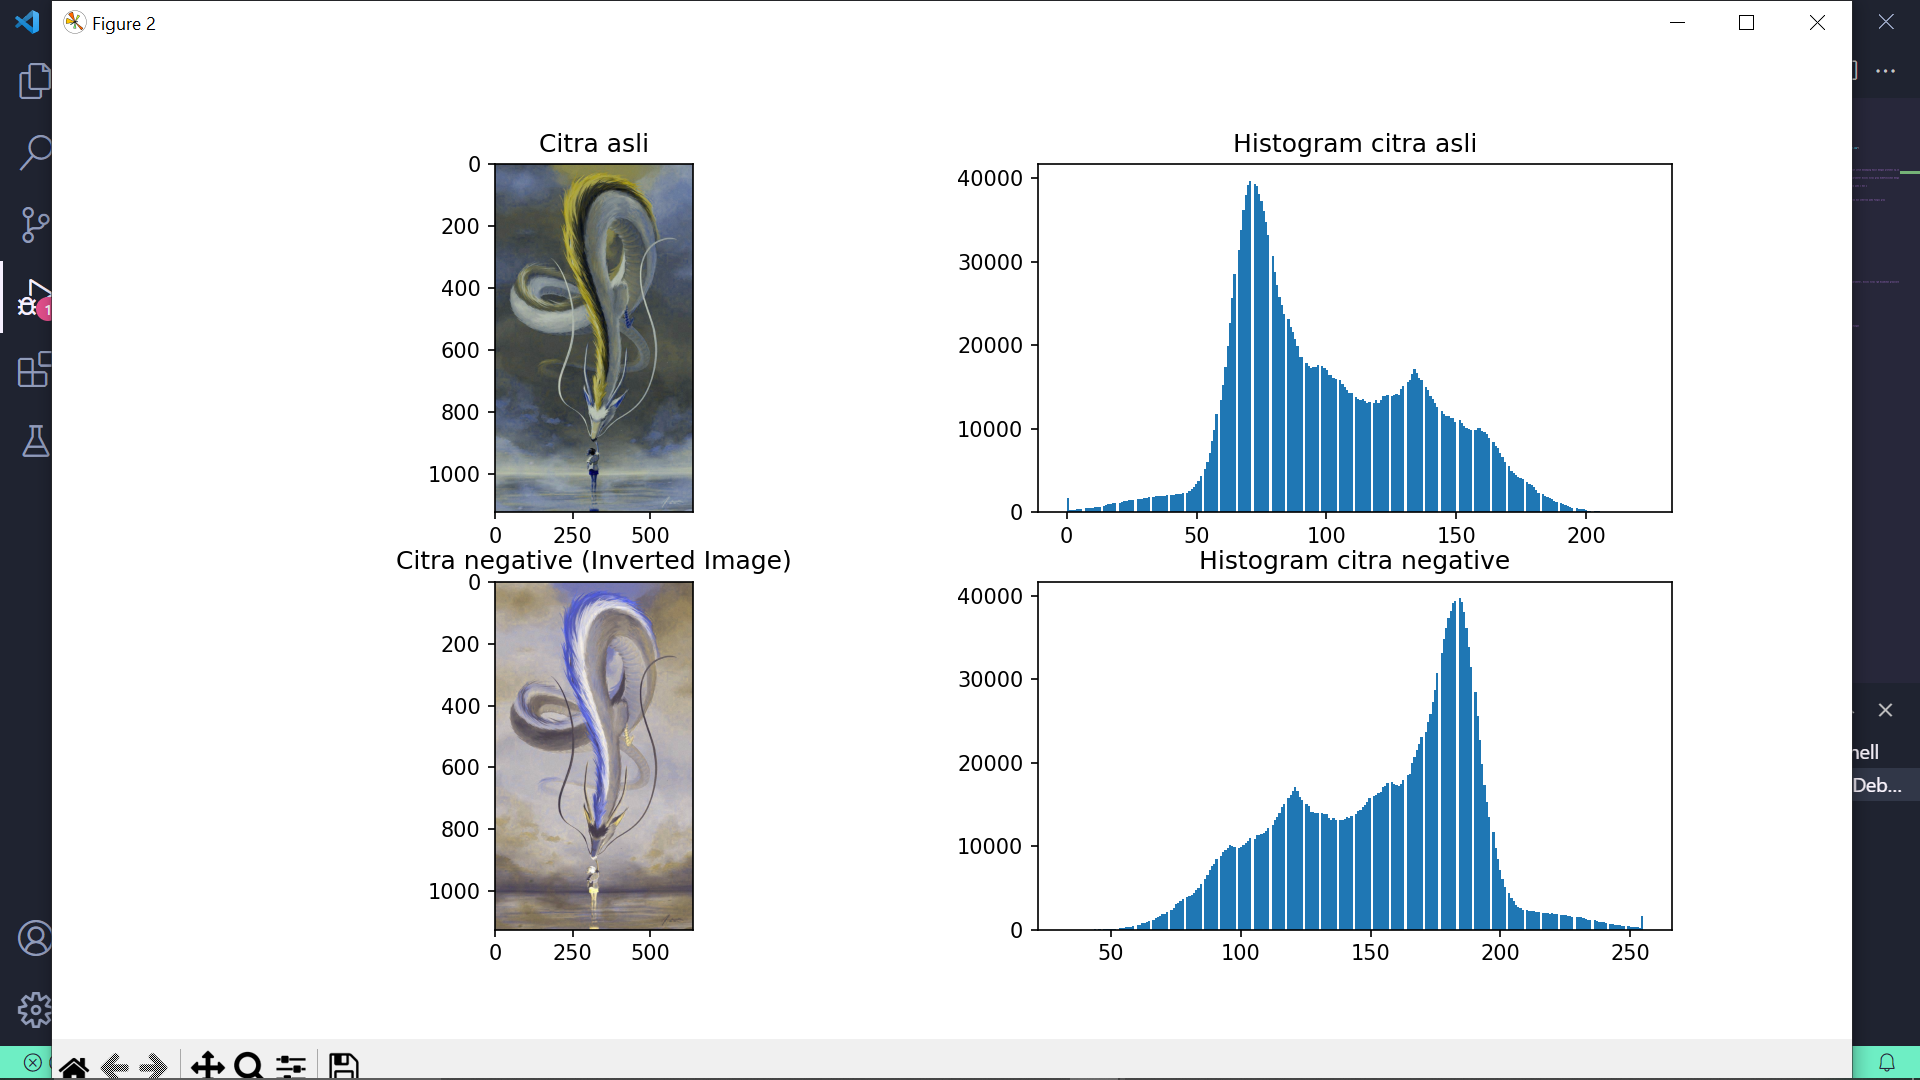 Figure 2
Citra asli
0
200
400
600
800
1000
0 250 500
Histogram citra asli
40000
30000
20000
10000
0
0 50 100 150 200
Citra negative (Inverted Image)
0
200
400
600
800
1000
0 250 500
Histogram citra negative
40000
30000
20000
10000
0
50 100 150 200 250
1
Deb...